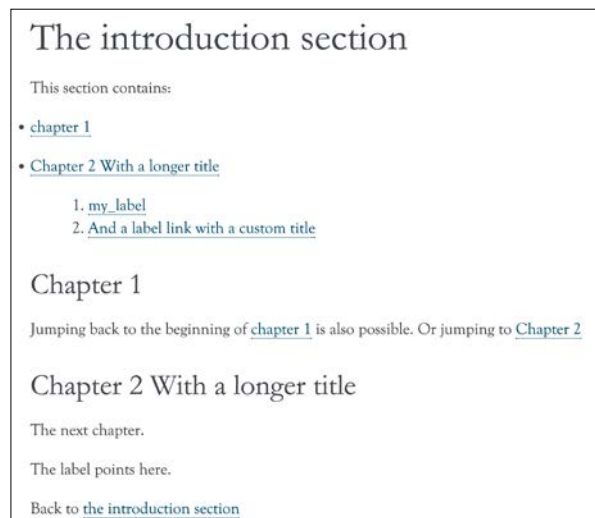 The introduction section
This section contains:
• chapter 1
• Chapter 2 With a longer title
1. my_label
2. And a label link with a custom title
Chapter 1
Jumping back to the beginning of chapter 1 is also possible. Or jumping to Chapter 2
Chapter 2 With a longer title
The next chapter.
The label points here.
Back to the introduction section